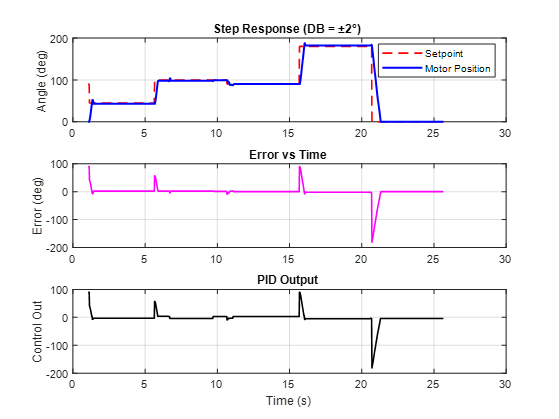 Step Response (DB = ±2°)
200
100
0
Angle (deg)
Setpoint
Motor Position
0 5 10 15 20 25 30
Error vs Time
100
0
-100
-200
Error (deg)
0 5 10 15 20 25 30
PID Output
100
0
-100
-200
Control Out
0 5 10 15 20 25 30
Time (s)